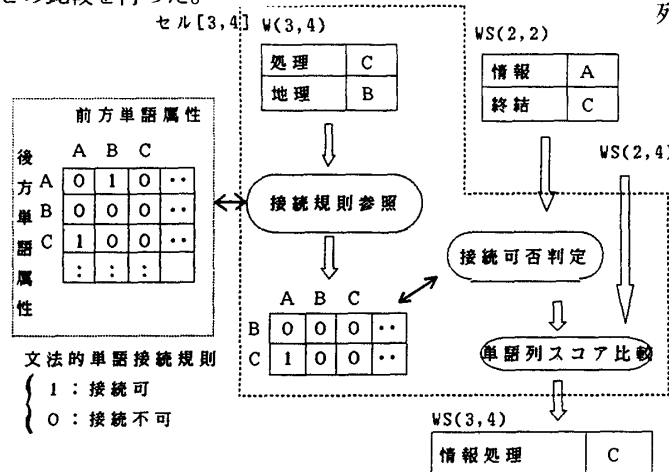 の比較を行った。
列
セル[3,4]
W(3,4)
処理 C
地理 B
WS(2,2)
情報 A
終結 C
WS(2,4)
前方単語属性
後方単語属性
A B C
A 0 1 0 ‥
B 0 0 0 ‥
C 1 0 0 ‥
: : :
接続規則参照
接続可否判定
A B C
B 0 0 0 ‥
C 1 0 0 ‥
単語列スコア比較
文法的単語接続規則
1：接続可
0：接続不可
WS(3,4)
情報処理 C